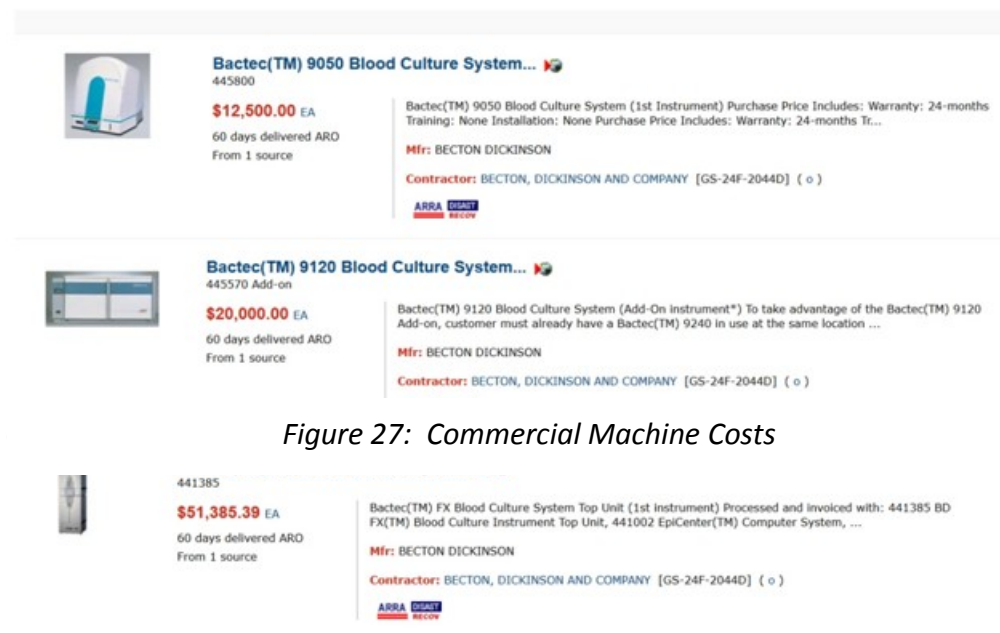 Bactec(TM) 9050 Blood Culture System...
445800
$12,500.00 EA
60 days delivered ARO
From 1 source
Bactec(TM) 9050 Blood Culture System (1st Instrument) Purchase Price Includes: Warranty: 24-months
Training: None Installation: None Purchase Price Includes: Warranty: 24-months Tr...
Mfr: BECTON DICKINSON
Contractor: BECTON, DICKINSON AND COMPANY [GS-24F-2044D] ( o )
ARRA DISAST
RECOV
Bactec(TM) 9120 Blood Culture System...
445570 Add-on
$20,000.00 EA
60 days delivered ARO
From 1 source
Bactec(TM) 9120 Blood Culture System (Add-On instrument*) To take advantage of the Bactec(TM) 9120
Add-on, customer must already have a Bactec(TM) 9240 in use at the same location ...
Mfr: BECTON DICKINSON
Contractor: BECTON, DICKINSON AND COMPANY [GS-24F-2044D] ( o )
Figure 27: Commercial Machine Costs
441385
$51,385.39 EA
60 days delivered ARO
From 1 source
Bactec(TM) FX Blood Culture System Top Unit (1st instrument) Processed and invoiced with: 441385 BD
FX(TM) Blood Culture Instrument Top Unit, 441002 EpiCenter(TM) Computer System, ...
Mfr: BECTON DICKINSON
Contractor: BECTON, DICKINSON AND COMPANY [GS-24F-2044D] ( o )
ARRA DISAST
RECOV